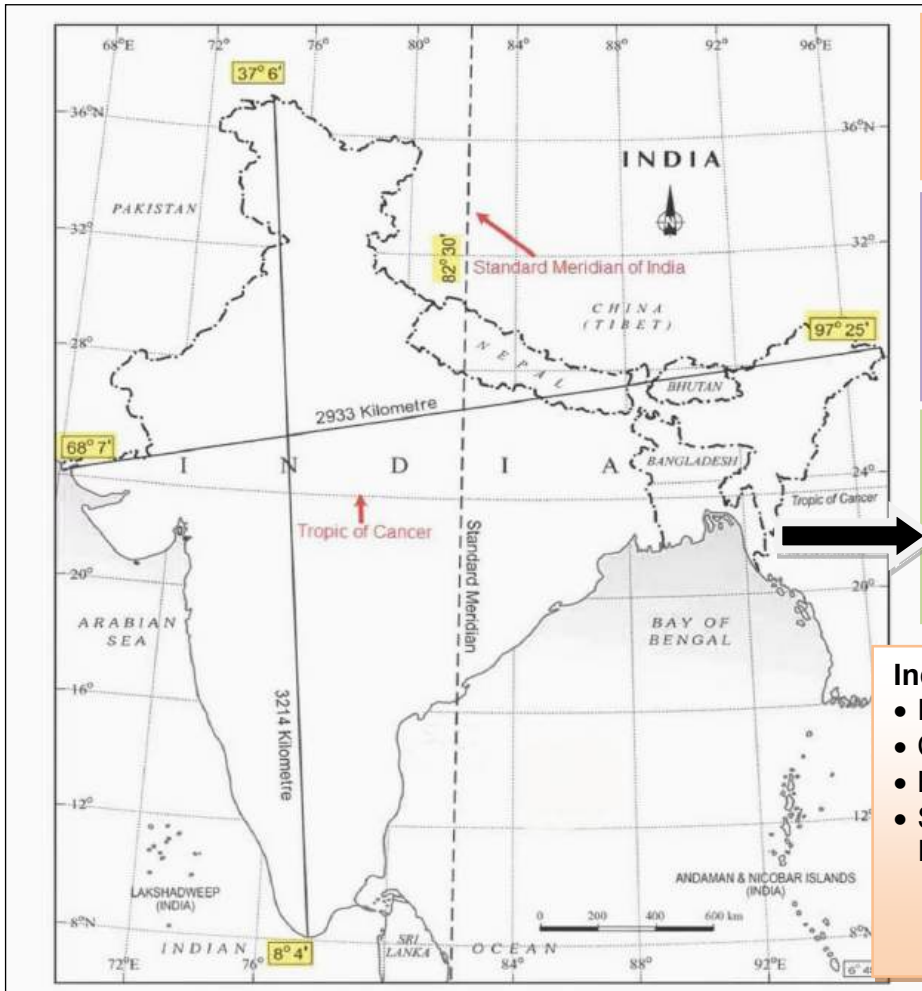 68°E 72° 76° 80° 84° 88° 92° 96°E
37° 6'
36°N
36°N
INDIA
PAKISTAN
N
32°
32°
82° 30'
Standard Meridian of India
CHINA
(TIBET)
97° 25'
28°
NEPAL
BHUTAN
2933 Kilometre
68° 7'
I N D I A
BANGLADESH
24°
Tropic of Cancer
Tropic of Cancer
Standard Meridian
20°
20°
ARABIAN
SEA
BAY OF
BENGAL
3214 Kilometre
16°
12°
12°
LAKSHADWEEP
(INDIA)
ANDAMAN & NICOBAR ISLANDS
(INDIA)
0 200 400 600 km
8°N
8° 4'
8°N
INDIAN OCEAN
SRI
LANKA
72°E 76° 84° 88° 92°E